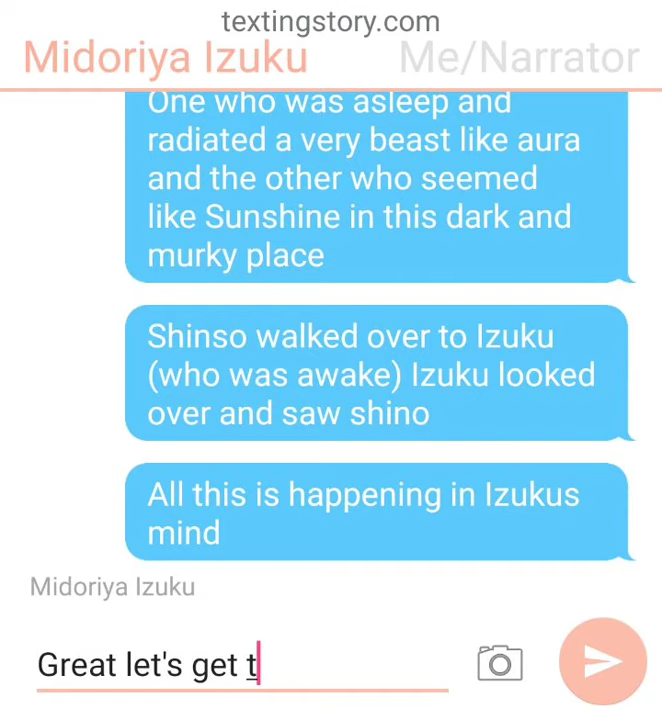 textingstory.com
Midoriya Izuku Me/Narrator
One who was asleep and
radiated a very beast like aura
and the other who seemed
like Sunshine in this dark and
murky place
Shinso walked over to Izuku
(who was awake) Izuku looked
over and saw shino
All this is happening in Izukus
mind
Midoriya Izuku
Great let's get t